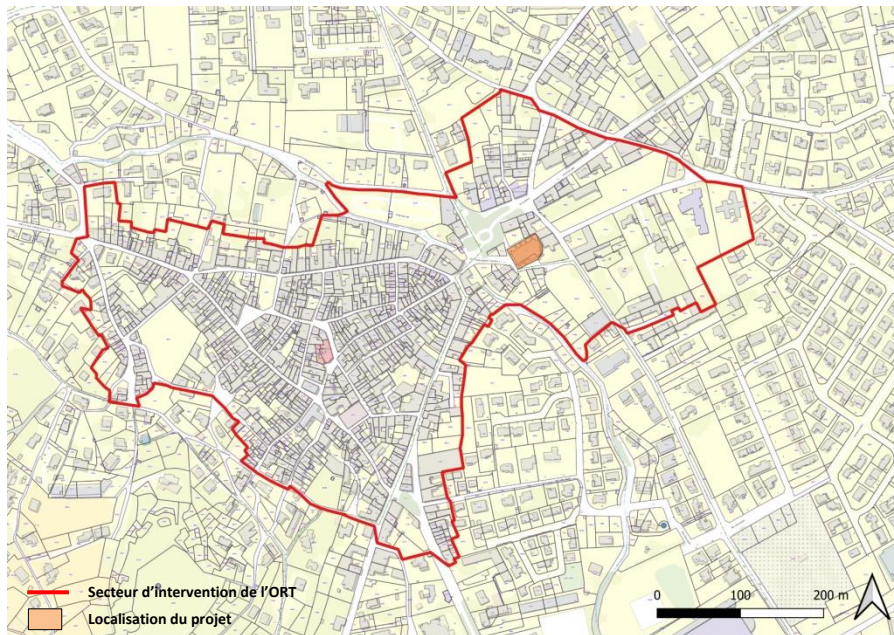 Secteur d'intervention de l'ORT
Localisation du projet
0 100 200 m